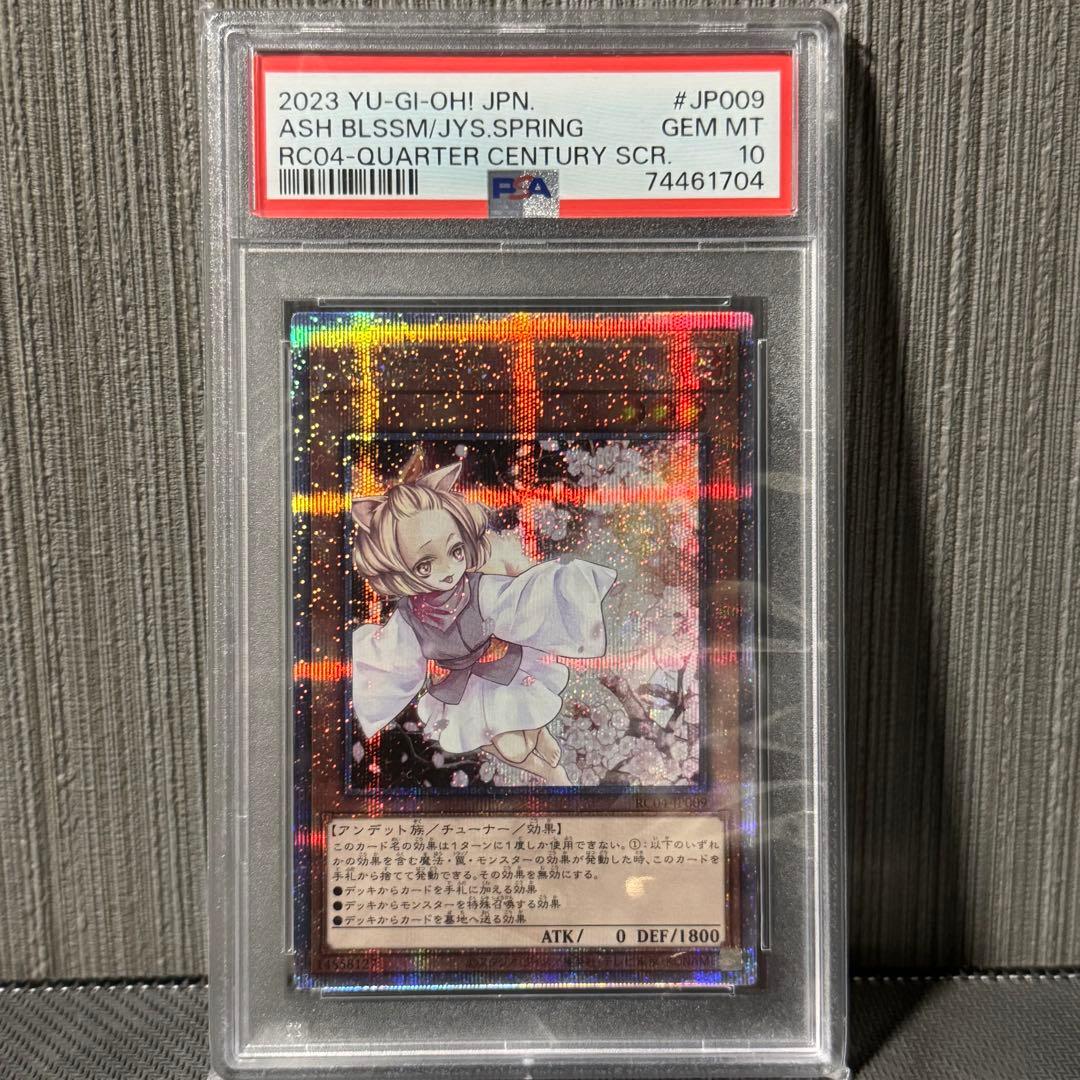 2023 YU-GI-OH! JPN. #JP009
ASH BLSSM/JYS.SPRING GEM MT
RC04-QUARTER CENTURY SCR. 10
PSA 74461704
RC04-JP009
【アンデット族／チューナー／効果】
このカード名の効果は1ターンに1度しか使用できない。①：以下のいずれ
かの効果を含む魔法・罠・モンスターの効果が発動した時、このカードを
手札から捨てて発動できる。その効果を無効にする。
●デッキからカードを手札に加える効果
●デッキからモンスターを特殊召喚する効果
●デッキからカードを墓地へ送る効果
ATK/ 0 DEF/1800